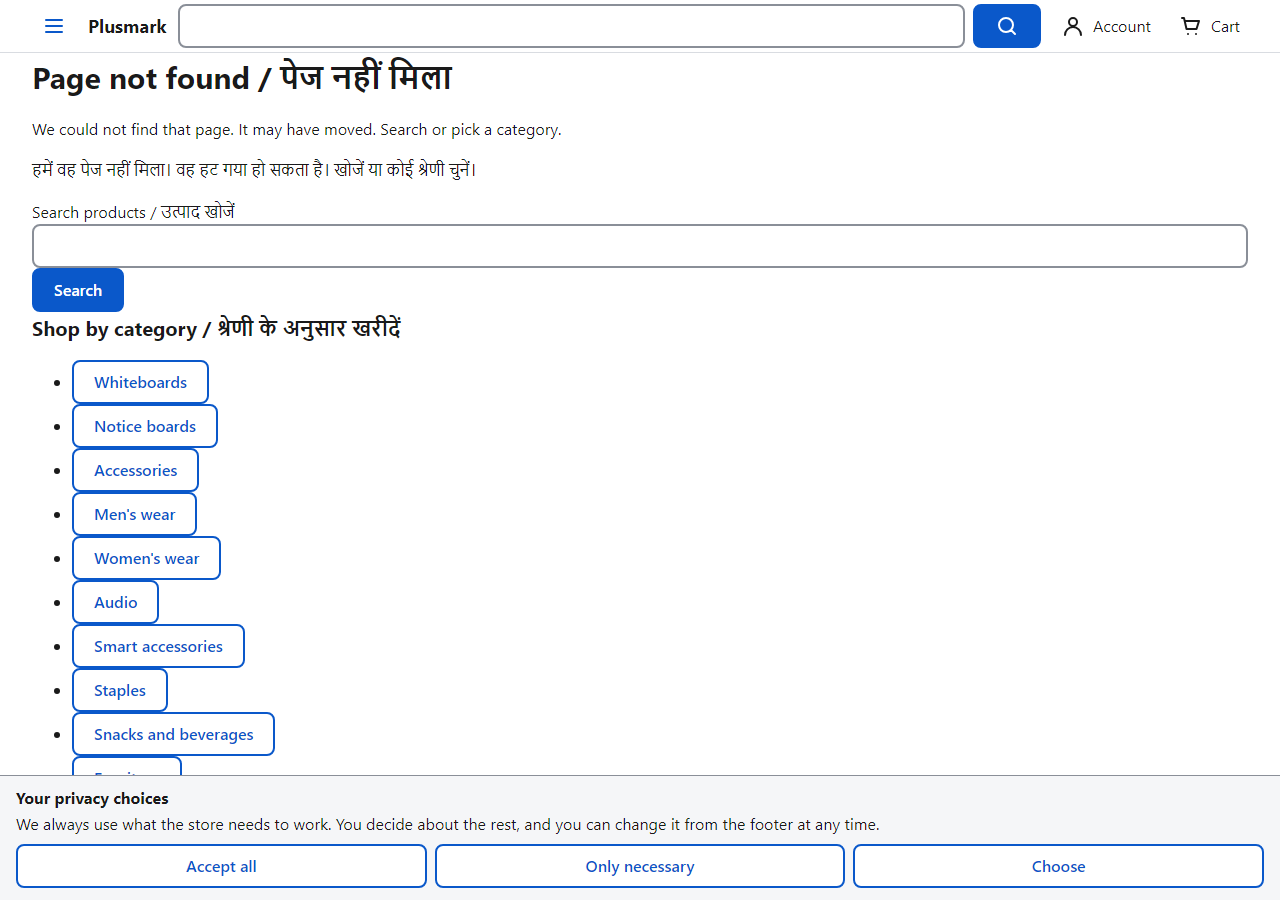 Plusmark
Account
Cart
Page not found / पेज नहीं मिला
We could not find that page. It may have moved. Search or pick a category.
हमें वह पेज नहीं मिला। वह हट गया हो सकता है। खोजें या कोई श्रेणी चुनें।
Search products / उत्पाद खोजें
Search
Shop by category / श्रेणी के अनुसार खरीदें
Whiteboards
Notice boards
Accessories
Men's wear
Women's wear
Audio
Smart accessories
Staples
Snacks and beverages
Your privacy choices
We always use what the store needs to work. You decide about the rest, and you can change it from the footer at any time.
Accept all
Only necessary
Choose